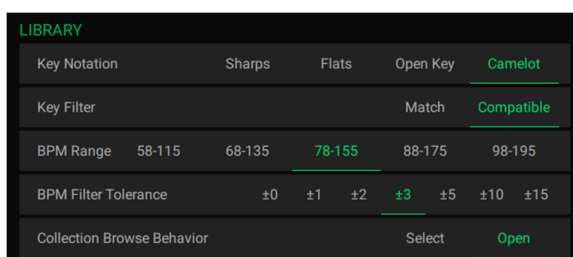 LIBRARY
Key Notation Sharps Flats Open Key Camelot
Key Filter Match Compatible
BPM Range 58-115 68-135 78-155 88-175 98-195
BPM Filter Tolerance ±0 ±1 ±2 ±3 ±5 ±10 ±15
Collection Browse Behavior Select Open